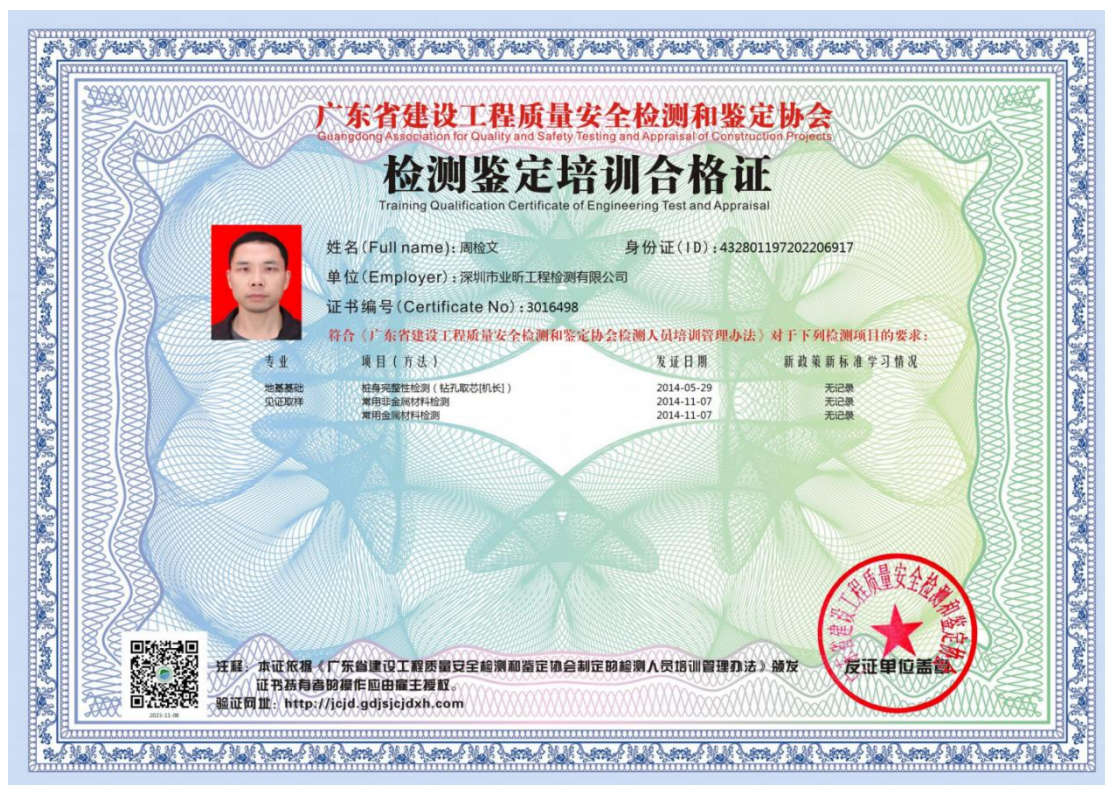 广东省建设工程质量安全检测和鉴定协会
Guangdong Association for Quality and Safety Testing and Appraisal of Construction Projects
检测鉴定培训合格证
Training Qualification Certificate of Engineering Test and Appraisal
姓名(Full name): 周检文 身份证(ID): 432801197202206917
单位(Employer): 深圳市业昕工程检测有限公司
证书编号(Certificate No): 3016498
符合《广东省建设工程质量安全检测和鉴定协会检测人员培训管理办法》对于下列检测项目的要求:
专业 项目(方法) 发证日期 新政策新标准学习情况
地基基础 桩身完整性检测(钻孔取芯[机长]) 2014-05-29 无记录
见证取样 常用非金属材料检测 2014-11-07 无记录
常用金属材料检测 2014-11-07 无记录
广东省建设工程质量安全检测和鉴定协会
发证单位盖章
注释: 本证依据《广东省建设工程质量安全检测和鉴定协会制定的检测人员培训管理办法》颁发
证书持有者的操作应由雇主授权。
验证网址: http://jcjd.gdjsjcjdxh.com
2023-11-08